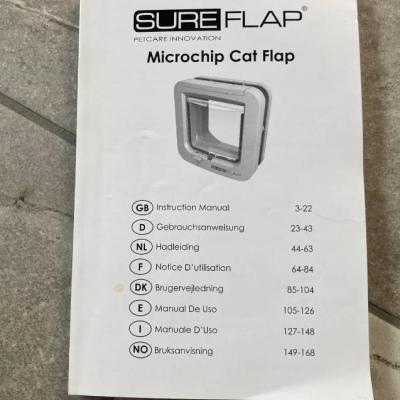 SUREFLAP®
PETCARE INNOVATION
Microchip Cat Flap
SUREFLAP
GB Instruction Manual 3-22
D Gebrauchsanweisung 23-43
NL Hadleiding 44-63
F Notice D'utilisation 64-84
DK Brugervejledning 85-104
E Manual De Uso 105-126
I Manuale D'Uso 127-148
NO Bruksanvisning 149-168